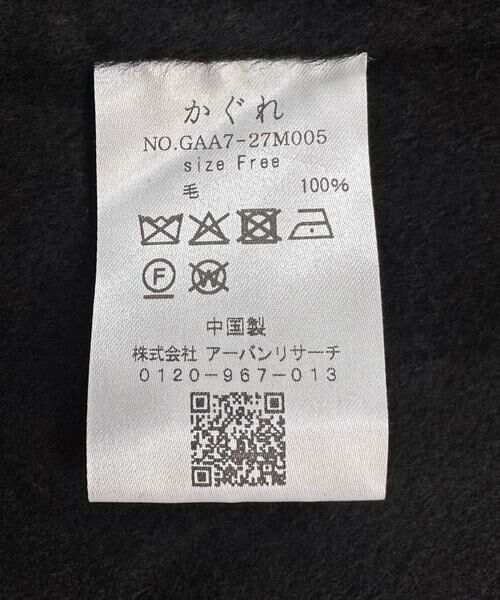 かぐれ
NO.GAA7-27M005
size Free
毛 100%
F W
中国製
株式会社 アーバンリサーチ
0120-967-013